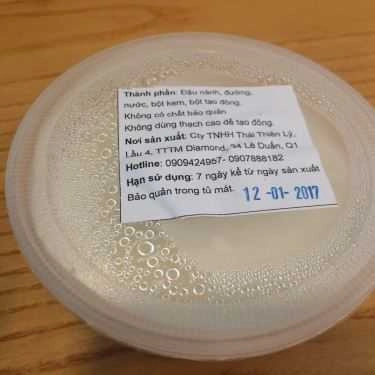 Thành phần: Đậu nành, đường,
nước, bột kem, bột tạo đông.
Không có chất bảo quản
Không dùng thạch cao để tạo đông.
Nơi sản xuất: Cty TNHH Thái Thiên Lý,
Lầu 4, TTTM Diamond, 34 Lê Duẩn, Q1
Hotline: 0909424967- 0907888182
Hạn sử dụng: 7 ngày kể từ ngày sản xuất
Bảo quản trong tủ mát. 12 -01- 2017